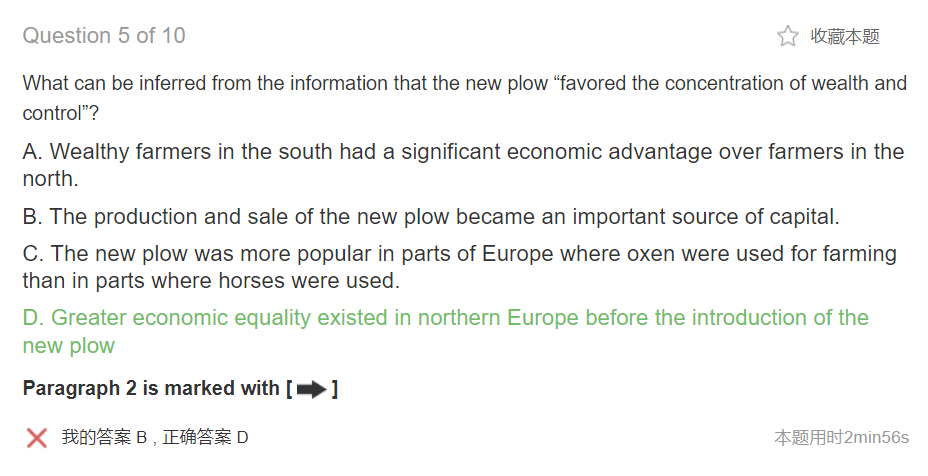 Question 5 of 10
收藏本题
What can be inferred from the information that the new plow “favored the concentration of wealth and
control”?
A. Wealthy farmers in the south had a significant economic advantage over farmers in the
north.
B. The production and sale of the new plow became an important source of capital.
C. The new plow was more popular in parts of Europe where oxen were used for farming
than in parts where horses were used.
D. Greater economic equality existed in northern Europe before the introduction of the
new plow
Paragraph 2 is marked with [ ➡ ]
我的答案 B , 正确答案 D
本题用时2min56s